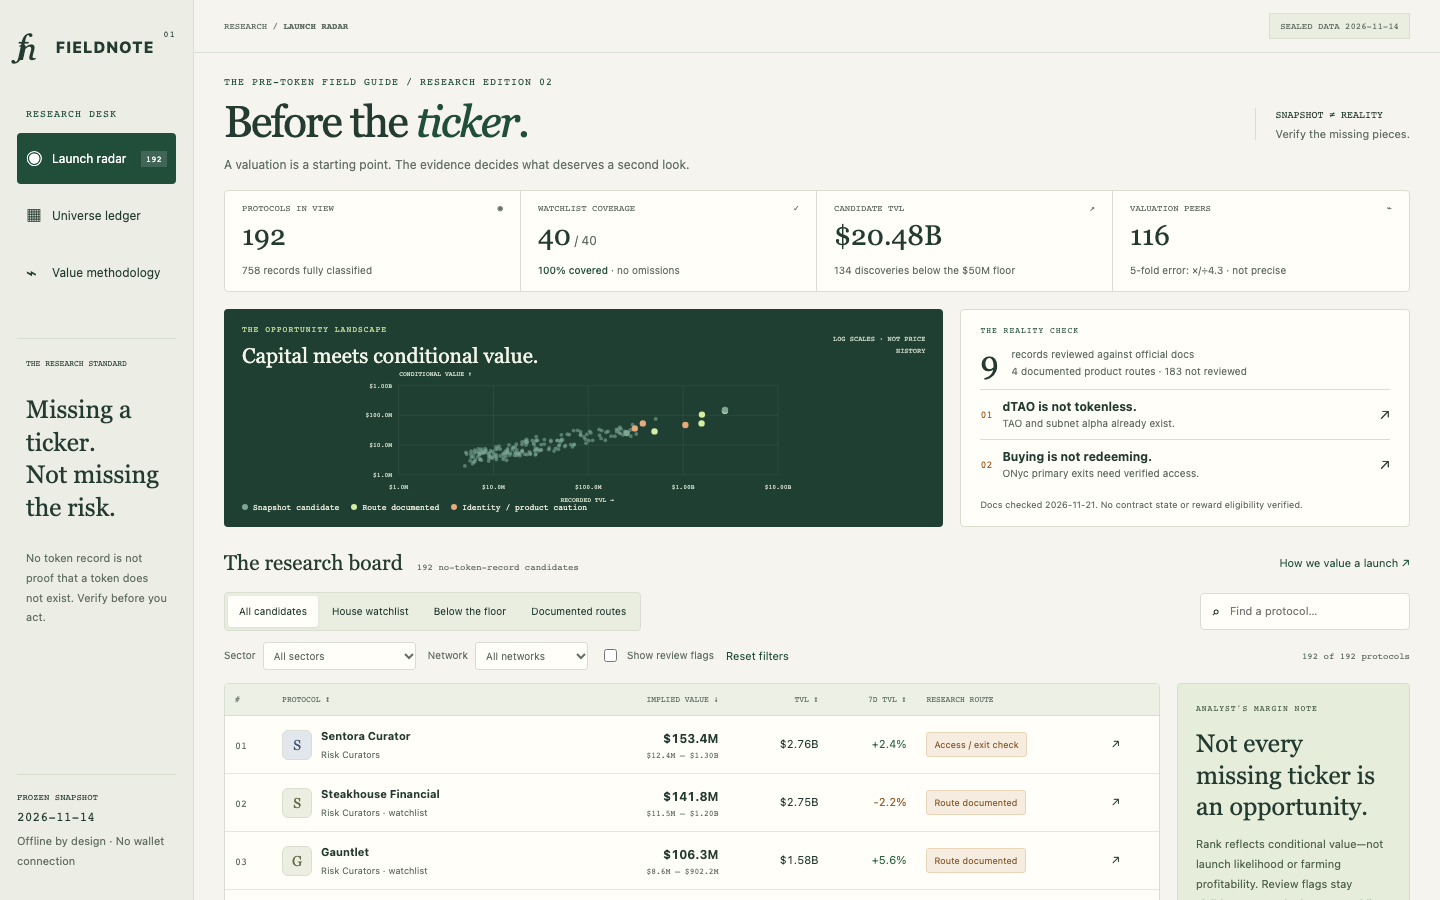 fn FIELDNOTE 01
RESEARCH DESK
Launch radar 192
Universe ledger
Value methodology
THE RESEARCH STANDARD
Missing a
ticker.
Not missing
the risk.
No token record is not
proof that a token does
not exist. Verify before you
act.
FROZEN SNAPSHOT
2026-11-14
Offline by design · No wallet
connection
RESEARCH / LAUNCH RADAR
SEALED DATA 2026-11-14
THE PRE-TOKEN FIELD GUIDE / RESEARCH EDITION 02
Before the ticker.
A valuation is a starting point. The evidence decides what deserves a second look.
SNAPSHOT ≠ REALITY
Verify the missing pieces.
PROTOCOLS IN VIEW
192
758 records fully classified
WATCHLIST COVERAGE ✓
40 / 40
100% covered · no omissions
CANDIDATE TVL ↗
$20.48B
134 discoveries below the $50M floor
VALUATION PEERS
116
5-fold error: ×/÷4.3 · not precise
THE OPPORTUNITY LANDSCAPE
Capital meets conditional value.
LOG SCALES · NOT PRICE
HISTORY
CONDITIONAL VALUE ↑
$1.00B
$100.0M
$10.0M
$1.0M
$1.0M $10.0M $100.0M $1.00B $10.00B
RECORDED TVL →
Snapshot candidate Route documented Identity / product caution
THE REALITY CHECK
9
records reviewed against official docs
4 documented product routes · 183 not reviewed
01 dTAO is not tokenless. ↗
TAO and subnet alpha already exist.
02 Buying is not redeeming. ↗
ONyc primary exits need verified access.
Docs checked 2026-11-21. No contract state or reward eligibility verified.
The research board 192 no-token-record candidates
How we value a launch ↗
All candidates House watchlist Below the floor Documented routes
Find a protocol…
Sector All sectors Network All networks Show review flags Reset filters
192 of 192 protocols
# PROTOCOL ↕ IMPLIED VALUE ↓ TVL ↕ 7D TVL ↕ RESEARCH ROUTE
01 S Sentora Curator $153.4M $2.76B +2.4% Access / exit check ↗
Risk Curators $12.4M — $1.30B
02 S Steakhouse Financial $141.8M $2.75B -2.2% Route documented ↗
Risk Curators · watchlist $11.5M — $1.20B
03 G Gauntlet $106.3M $1.58B +5.6% Route documented ↗
Risk Curators · watchlist $8.6M — $902.2M
ANALYST'S MARGIN NOTE
Not every
missing ticker is
an opportunity.
Rank reflects conditional value—not
launch likelihood or farming
profitability. Review flags stay